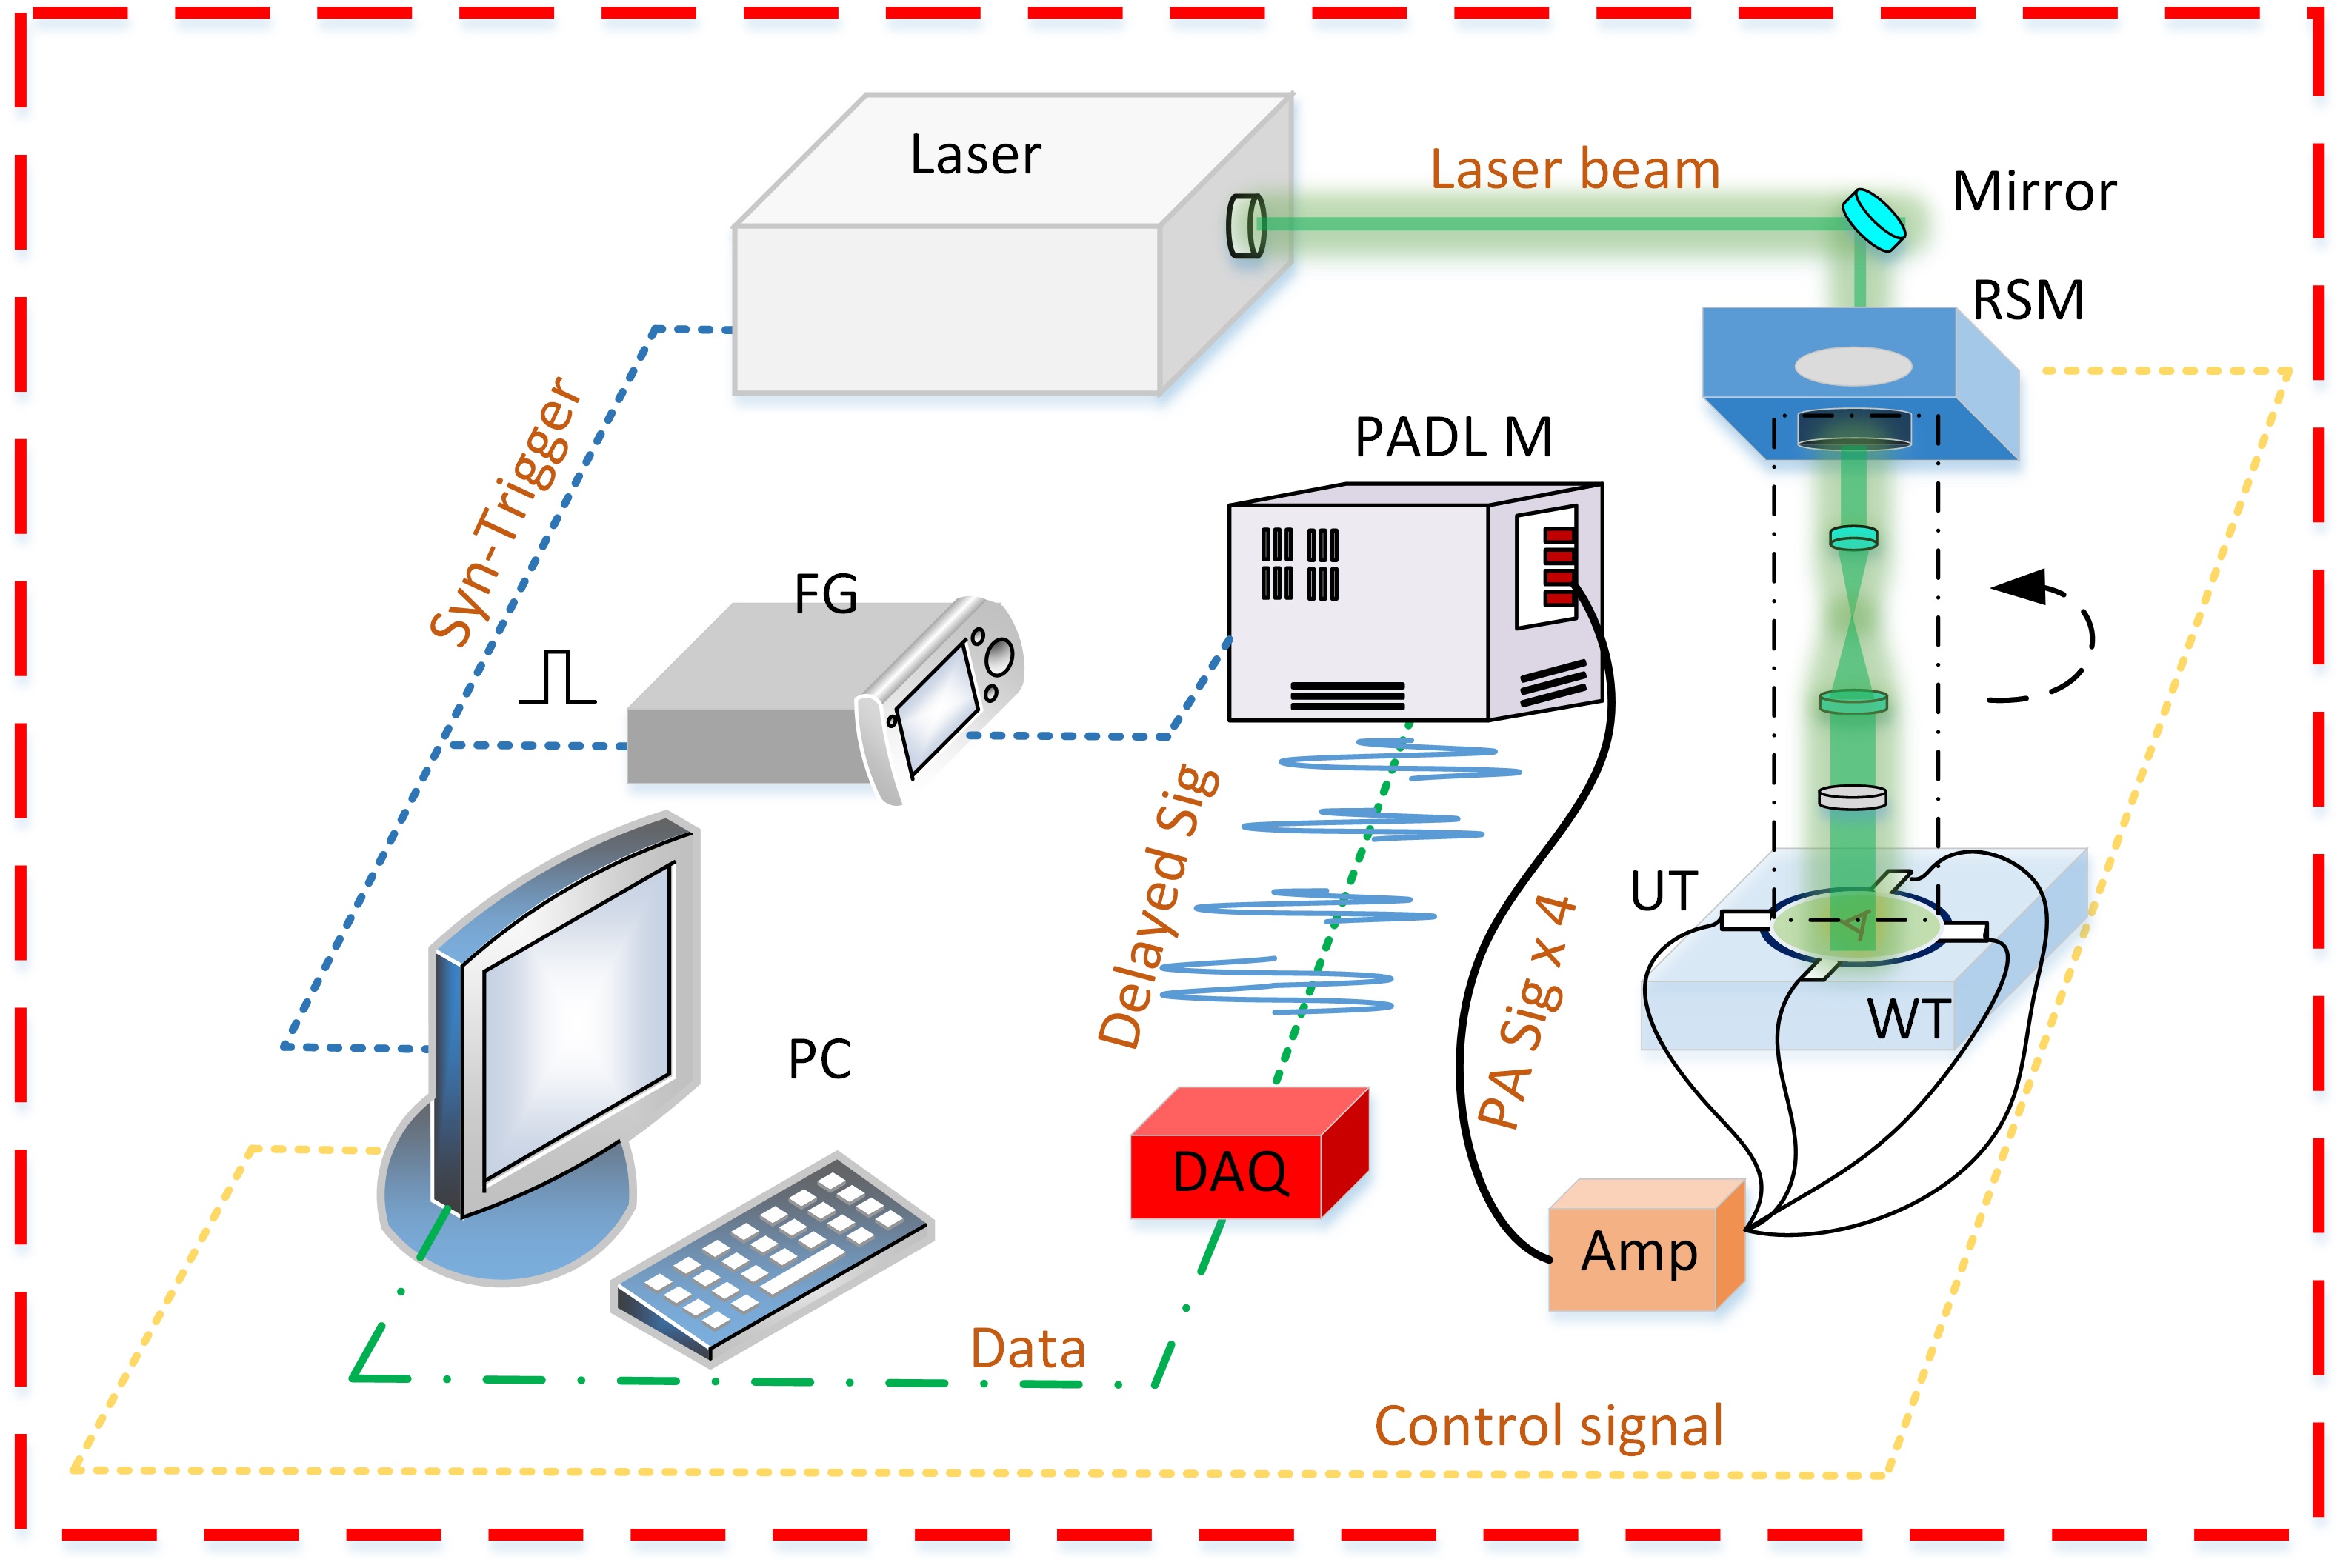 Laser
Laser beam
Mirror
RSM
PADL M
Syn-Trigger
FG
Delayed Sig
UT
PA Sig x 4
WT
PC
DAQ
Amp
Data
Control signal